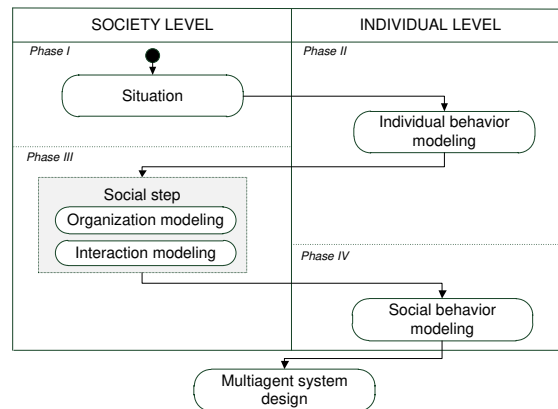 SOCIETY LEVEL
INDIVIDUAL LEVEL
Phase I
Phase II
Situation
Individual behavior
modeling
Phase III
Social step
Organization modeling
Interaction modeling
Phase IV
Social behavior
modeling
Multiagent system
design